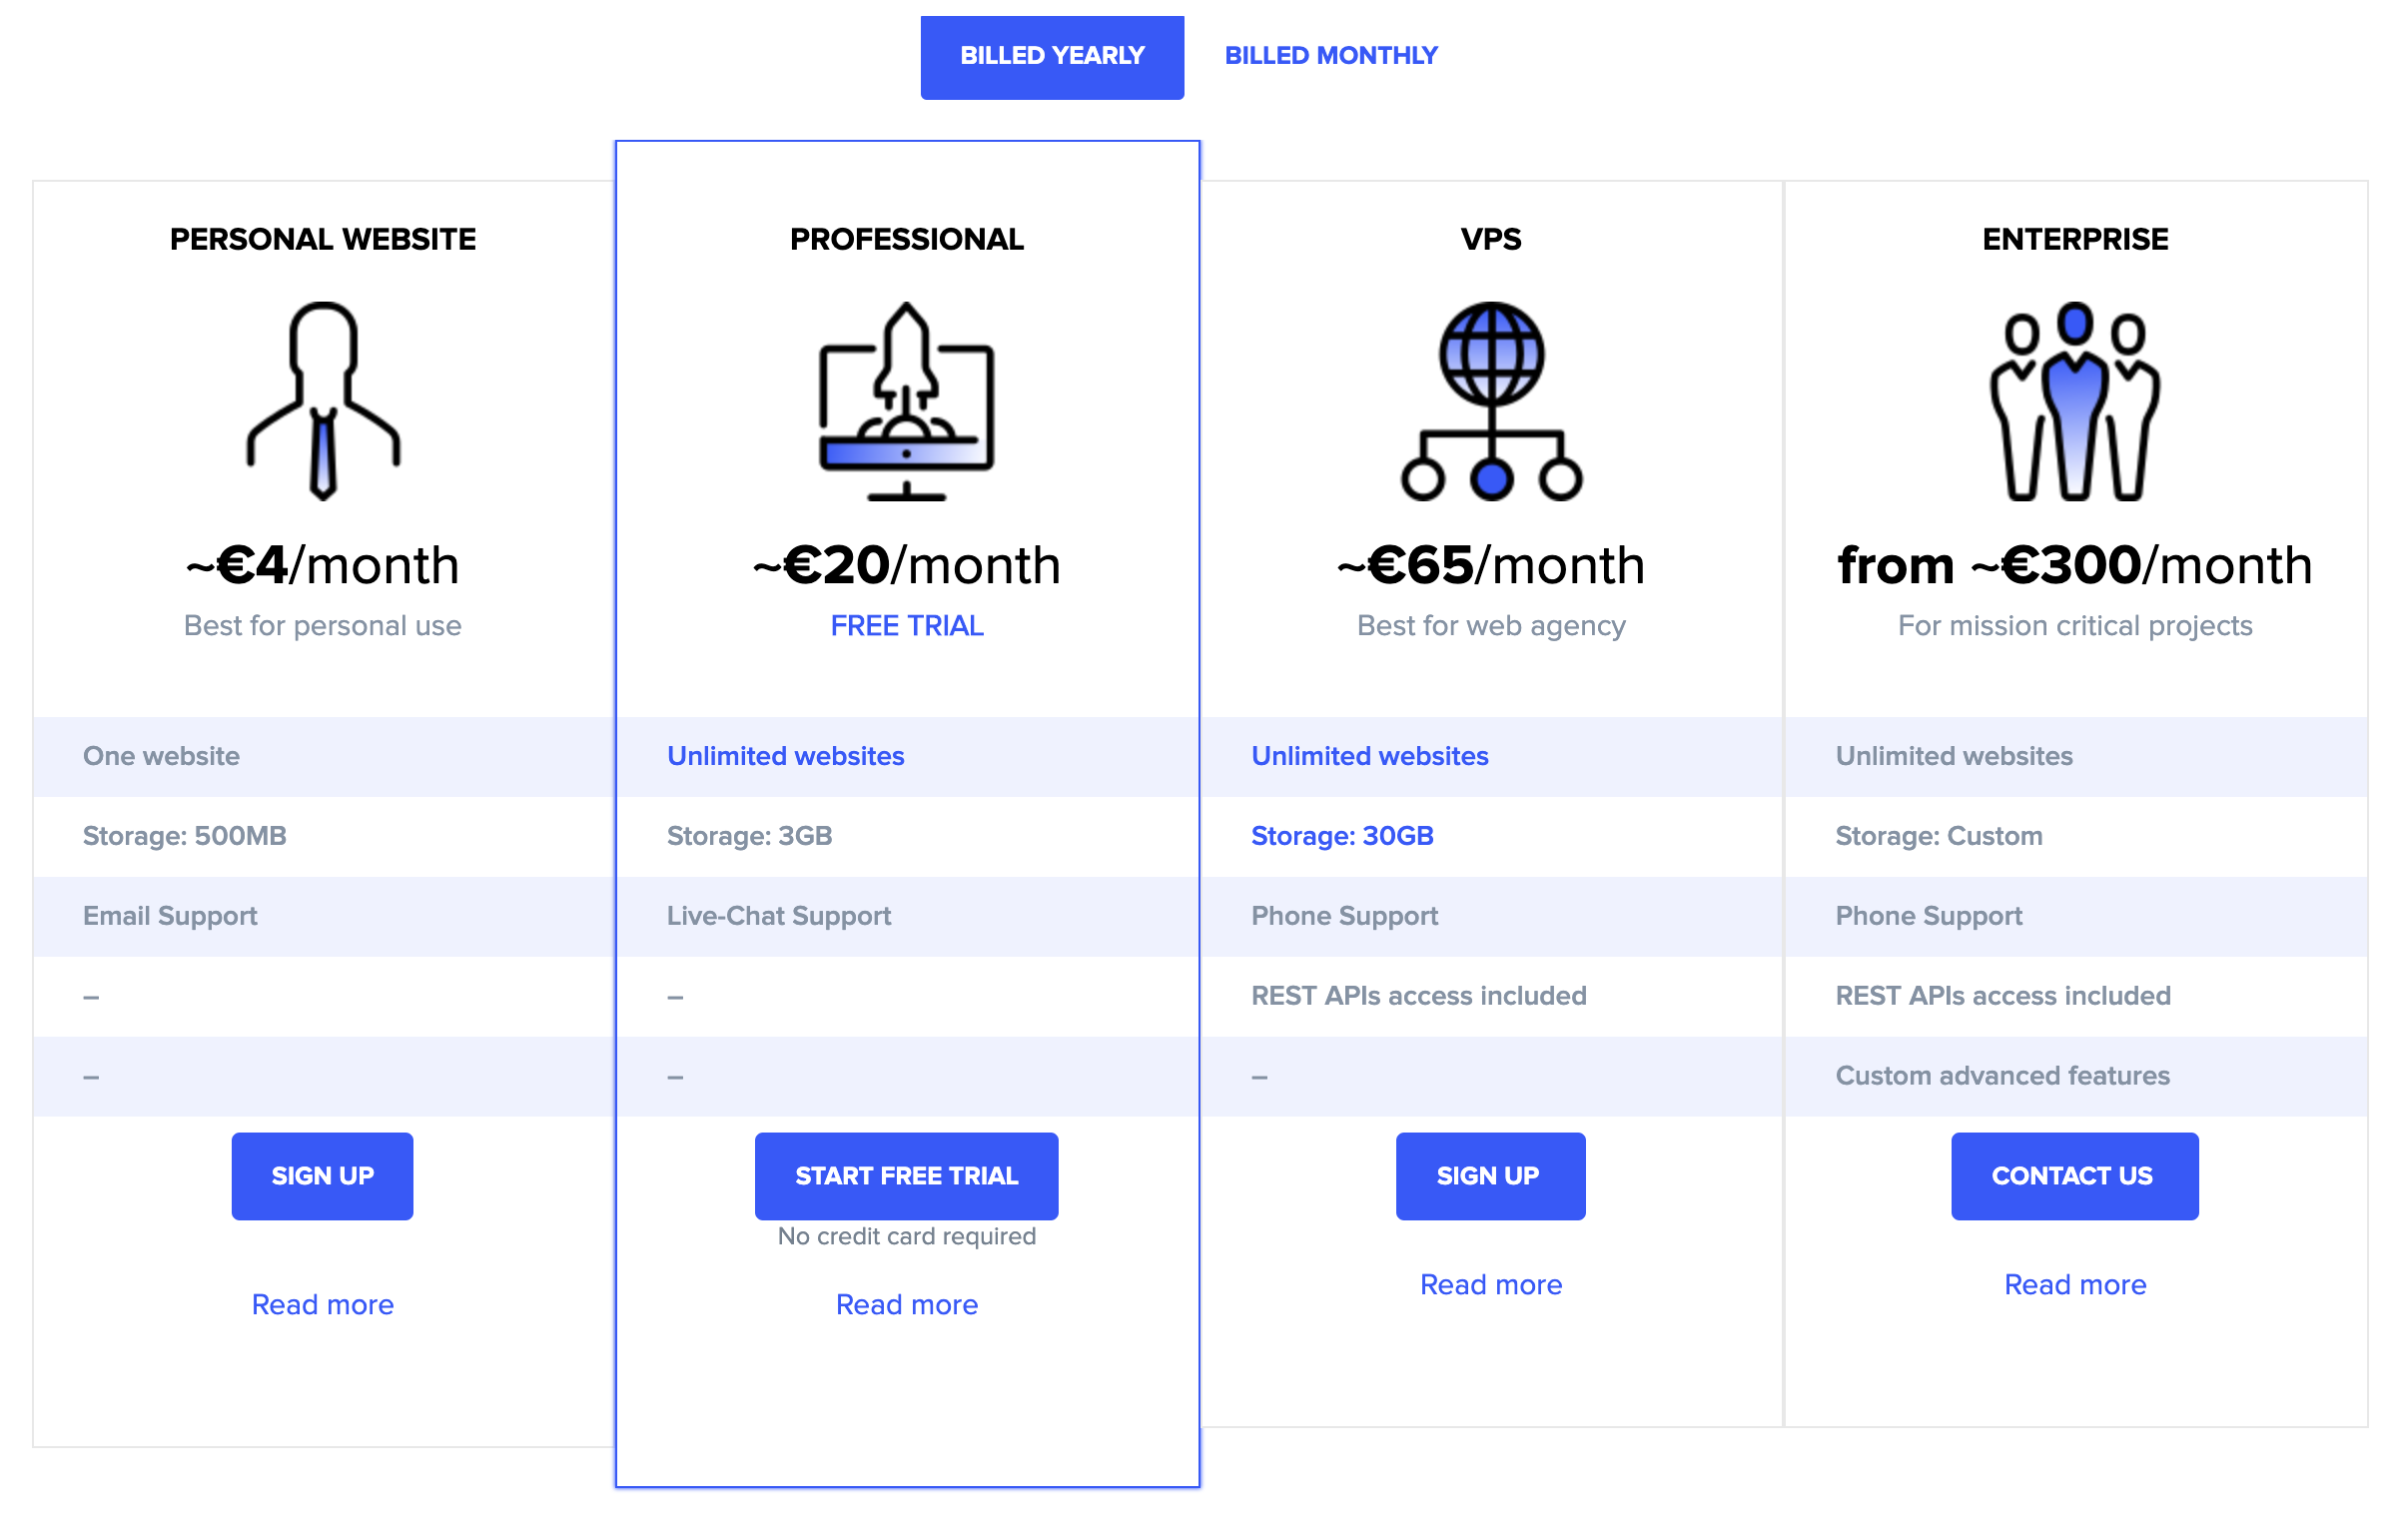 BILLED YEARLY
BILLED MONTHLY
PERSONAL WEBSITE
~€4/month
Best for personal use
One website
Storage: 500MB
Email Support
–
–
SIGN UP
Read more
PROFESSIONAL
~€20/month
FREE TRIAL
Unlimited websites
Storage: 3GB
Live-Chat Support
–
–
START FREE TRIAL
No credit card required
Read more
VPS
~€65/month
Best for web agency
Unlimited websites
Storage: 30GB
Phone Support
REST APIs access included
–
SIGN UP
Read more
ENTERPRISE
from ~€300/month
For mission critical projects
Unlimited websites
Storage: Custom
Phone Support
REST APIs access included
Custom advanced features
CONTACT US
Read more